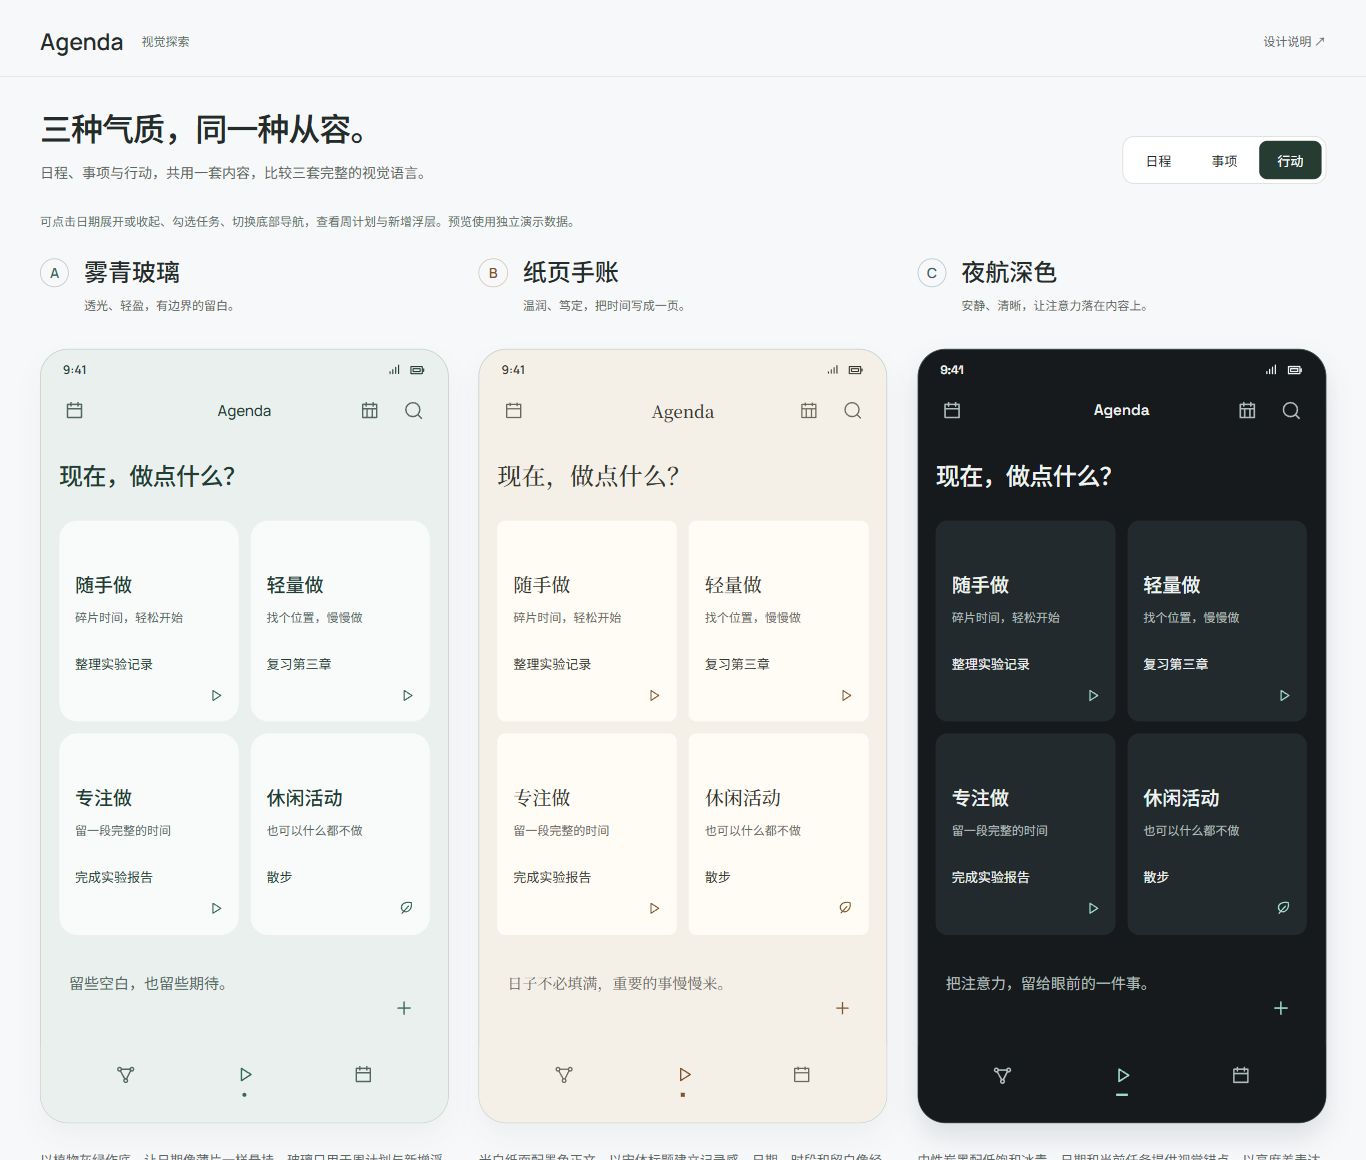 Agenda 视觉探索
设计说明 ↗
三种气质，同一种从容。
日程、事项与行动，共用一套内容，比较三套完整的视觉语言。
日程 事项 行动
可点击日期展开或收起、勾选任务、切换底部导航，查看周计划与新增浮层。预览使用独立演示数据。
A 雾青玻璃
透光、轻盈，有边界的留白。
B 纸页手账
温润、笃定，把时间写成一页。
C 夜航深色
安静、清晰，让注意力落在内容上。
9:41
Agenda
现在，做点什么？
随手做
碎片时间，轻松开始
整理实验记录
轻量做
找个位置，慢慢做
复习第三章
专注做
留一段完整的时间
完成实验报告
休闲活动
也可以什么都不做
散步
留些空白，也留些期待。
9:41
Agenda
现在，做点什么？
随手做
碎片时间，轻松开始
整理实验记录
轻量做
找个位置，慢慢做
复习第三章
专注做
留一段完整的时间
完成实验报告
休闲活动
也可以什么都不做
散步
日子不必填满，重要的事慢慢来。
9:41
Agenda
现在，做点什么？
随手做
碎片时间，轻松开始
整理实验记录
轻量做
找个位置，慢慢做
复习第三章
专注做
留一段完整的时间
完成实验报告
休闲活动
也可以什么都不做
散步
把注意力，留给眼前的一件事。